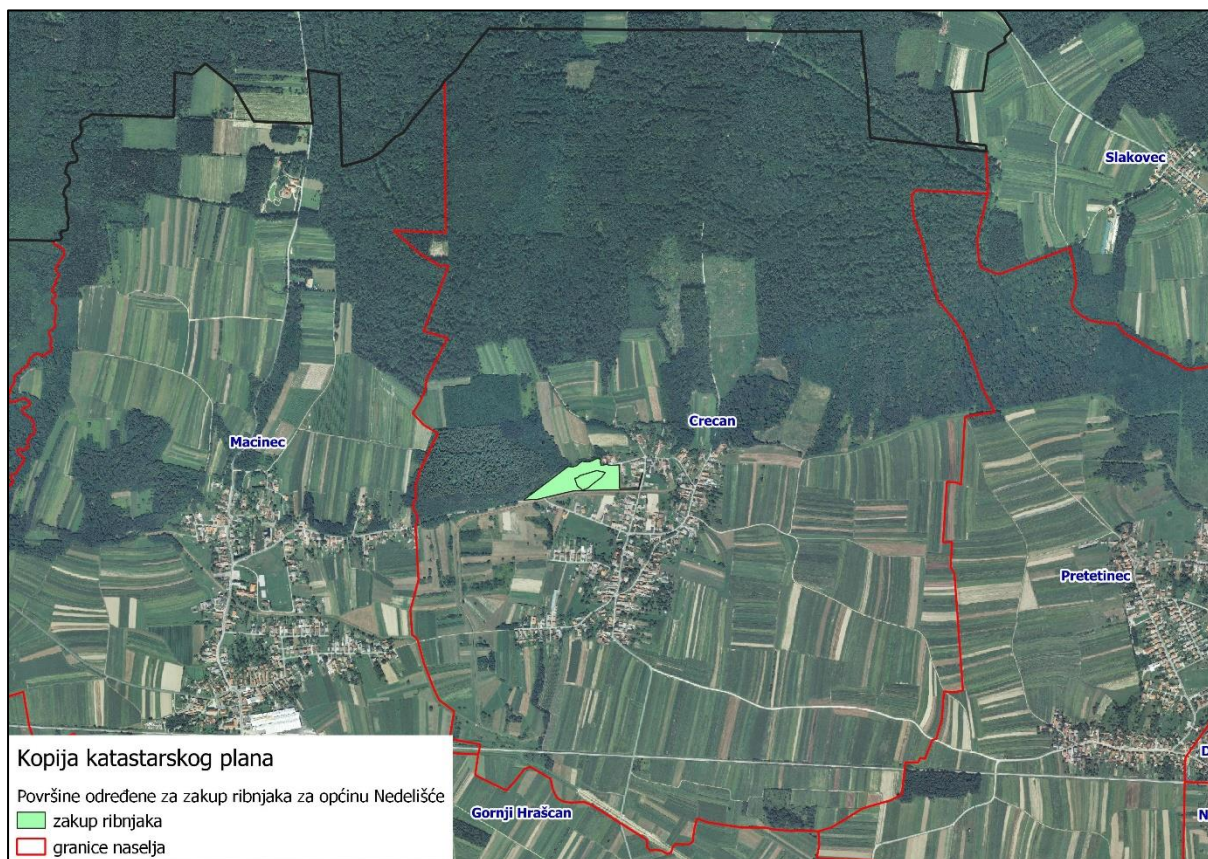 Slakovec
Crecan
Macinec
Pretetinec
Gornji Hrašcan
D
N
Kopija katastarskog plana
Površine određene za zakup ribnjaka za općinu Nedelišće
zakup ribnjaka
granice naselja